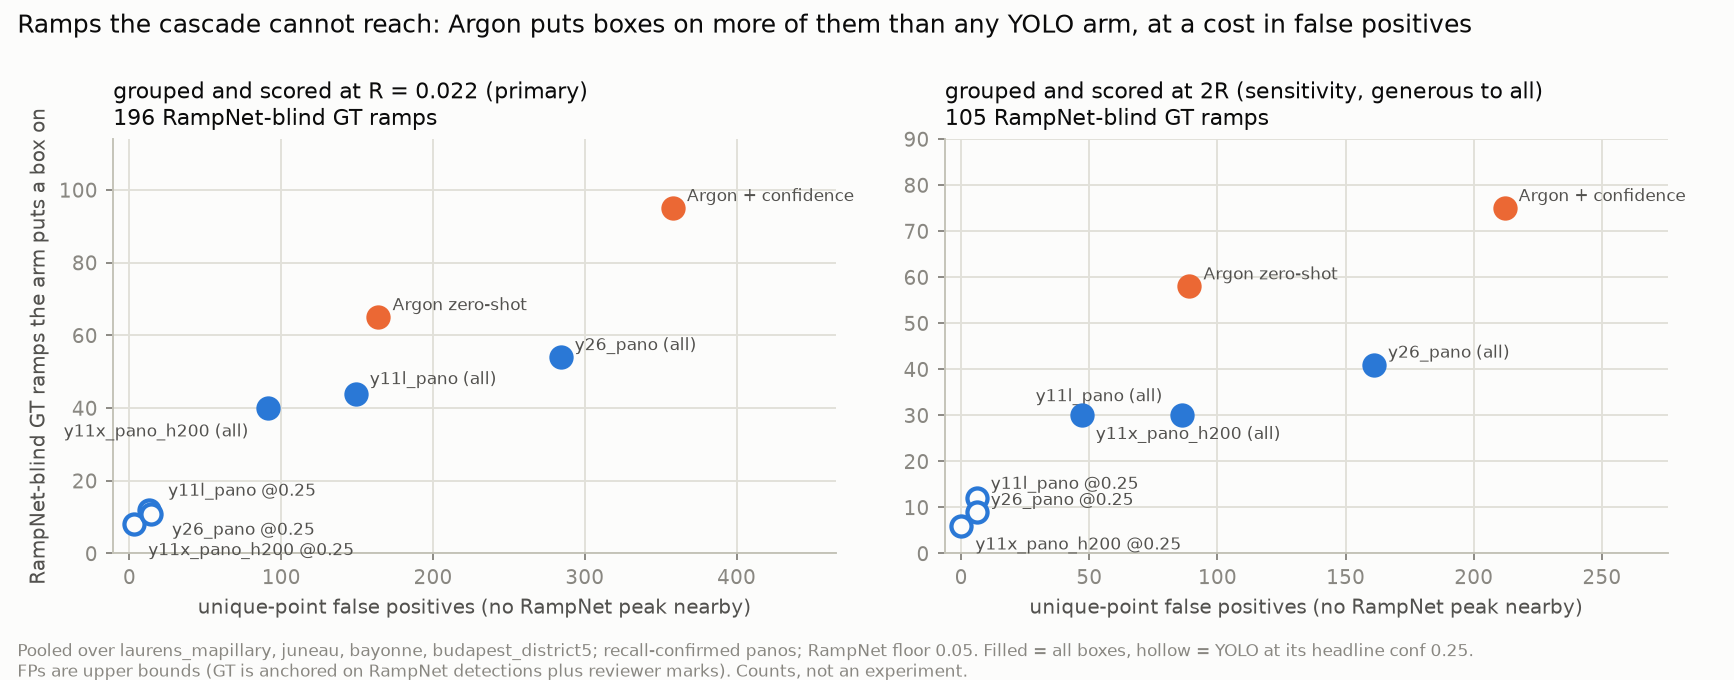 Ramps the cascade cannot reach: Argon puts boxes on more of them than any YOLO arm, at a cost in false positives
grouped and scored at R = 0.022 (primary)
196 RampNet-blind GT ramps
RampNet-blind GT ramps the arm puts a box on
100
80
60
40
20
0
Argon + confidence
Argon zero-shot
y26_pano (all)
y11l_pano (all)
y11x_pano_h200 (all)
y11l_pano @0.25
y26_pano @0.25
y11x_pano_h200 @0.25
0
100
200
300
400
unique-point false positives (no RampNet peak nearby)
grouped and scored at 2R (sensitivity, generous to all)
105 RampNet-blind GT ramps
90
80
70
60
50
40
30
20
10
0
Argon + confidence
Argon zero-shot
y26_pano (all)
y11l_pano (all)
y11x_pano_h200 (all)
y11l_pano @0.25
y26_pano @0.25
y11x_pano_h200 @0.25
0
50
100
150
200
250
unique-point false positives (no RampNet peak nearby)
Pooled over laurens_mapillary, juneau, bayonne, budapest_district5; recall-confirmed panos; RampNet floor 0.05. Filled = all boxes, hollow = YOLO at its headline conf 0.25.
FPs are upper bounds (GT is anchored on RampNet detections plus reviewer marks). Counts, not an experiment.